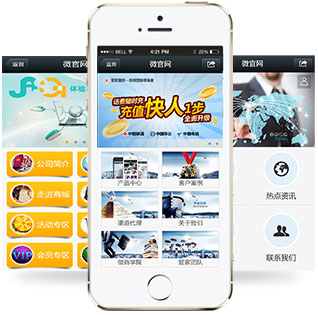 BELL 4:21 PM 22%
返回 微官网
话费随时充
充值快人1步
全面升级
中国联通 中国移动 中国电信
产品中心 客户案例
渠道代理 关于我们
微商学院 管家团队
返回 微官网
体验
公司简介
走进商城
活动专区
VIP 会员专区
微官网
热点资讯
联系我们